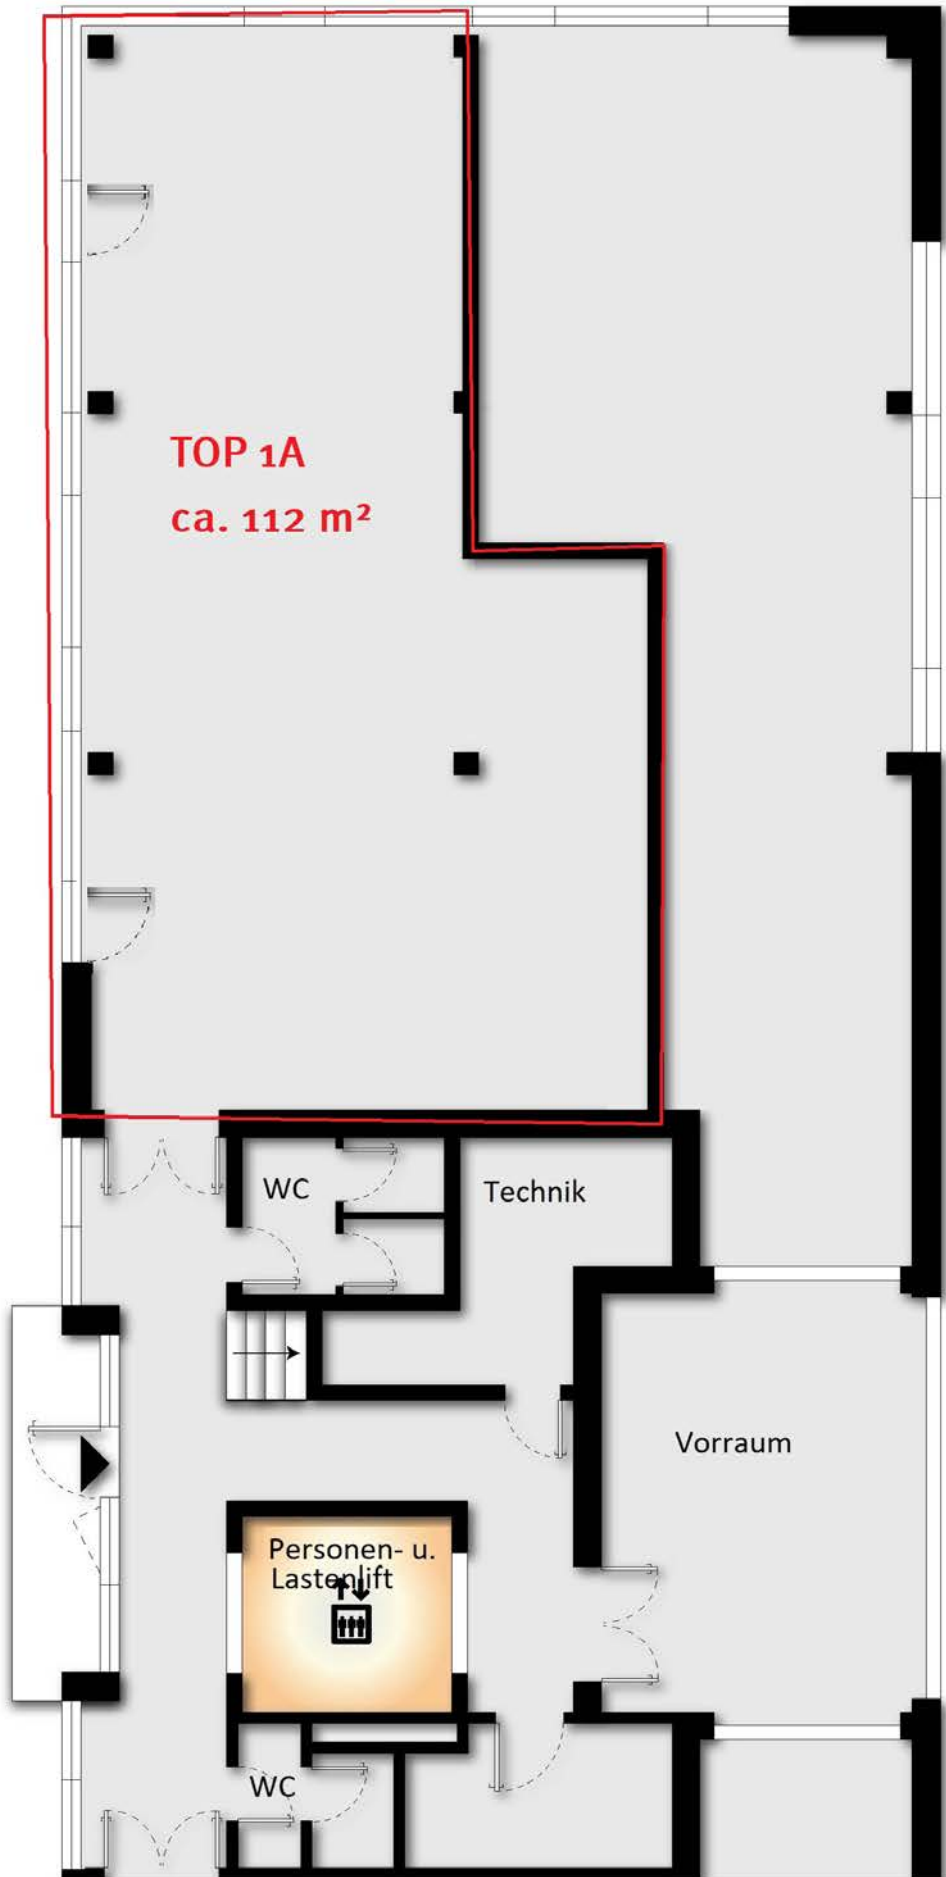 TOP 1A
ca. 112 m²
WC
Technik
Vorraum
Personen- u.
Lastenlift
WC